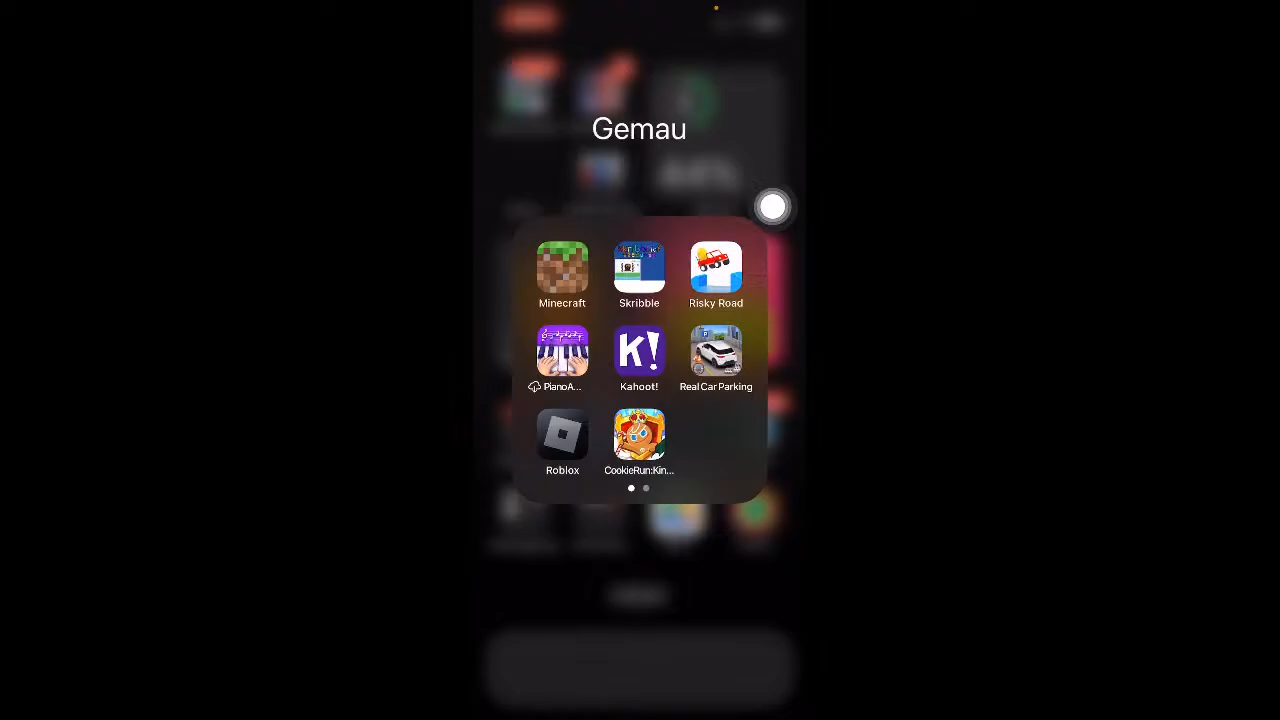 Gemau
Minecraft
Skribble
Risky Road
PianoA...
K!
Kahoot!
Real Car Parking
Roblox
CookieRun:Kin...